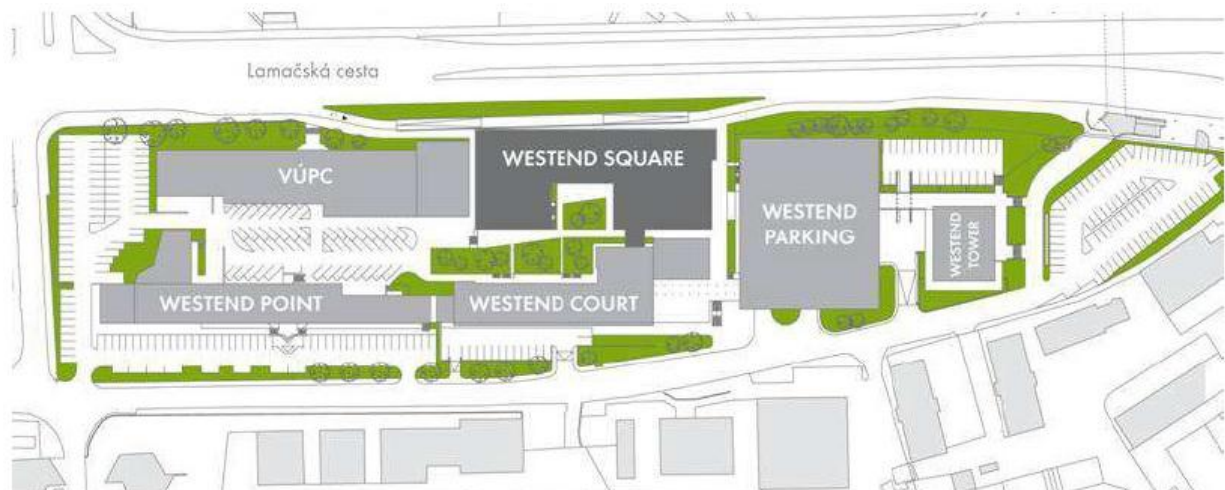 Lamačská cesta
WESTEND SQUARE
VÚPC
WESTEND
PARKING
WESTEND
TOWER
WESTEND POINT
WESTEND COURT